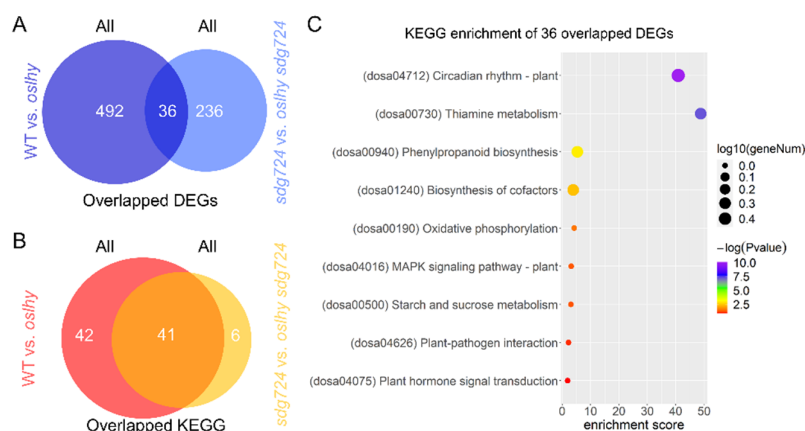 A
All
All
WT vs. oslhy
492
36
236
sdg724 vs. oslhy sdg724
Overlapped DEGs
B
All
All
WT vs. oslhy
42
41
6
sdg724 vs. oslhy sdg724
Overlapped KEGG
C
KEGG enrichment of 36 overlapped DEGs
(dosa04712) Circadian rhythm - plant
(dosa00730) Thiamine metabolism
(dosa00940) Phenylpropanoid biosynthesis
(dosa01240) Biosynthesis of cofactors
(dosa00190) Oxidative phosphorylation
(dosa04016) MAPK signaling pathway - plant
(dosa00500) Starch and sucrose metabolism
(dosa04626) Plant-pathogen interaction
(dosa04075) Plant hormone signal transduction
0 10 20 30 40 50
enrichment score
log10(geneNum)
0.0
0.1
0.2
0.3
0.4
-log(Pvalue)
10.0
7.5
5.0
2.5